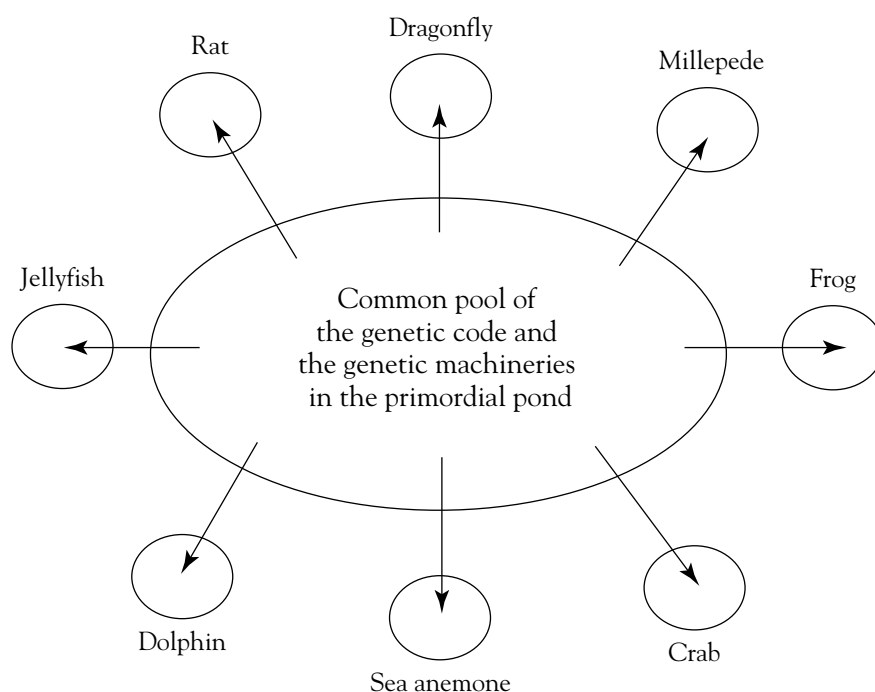 Dragonfly
Rat
Millepede
Jellyfish
Frog
Common pool of
the genetic code and
the genetic machineries
in the primordial pond
Dolphin
Crab
Sea anemone